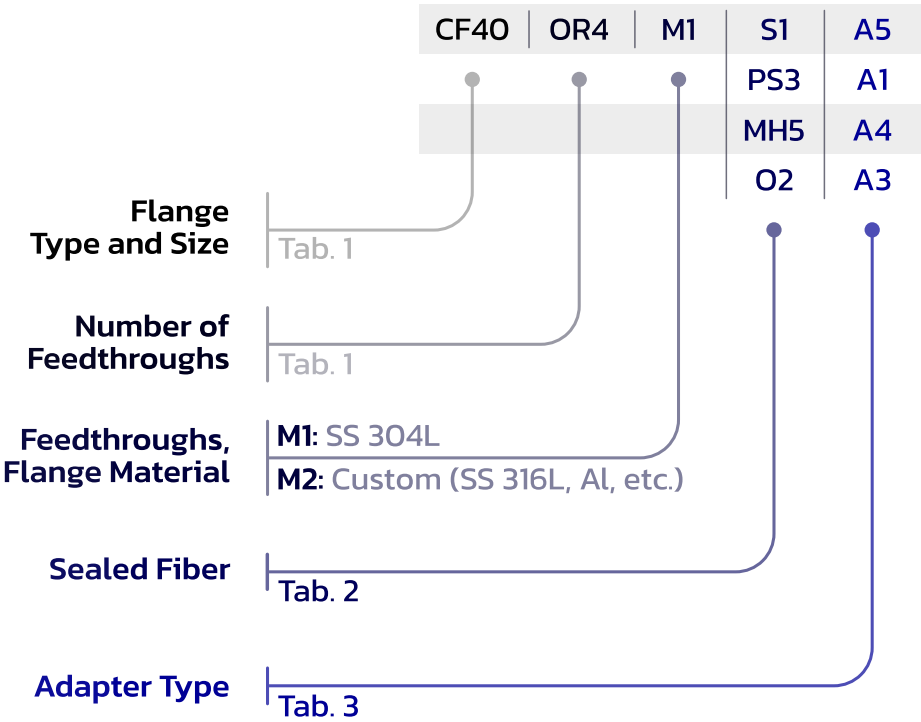 CF40 OR4 M1 S1 A5
PS3 A1
MH5 A4
O2 A3
Flange
Type and Size
Tab. 1
Number of
Feedthroughs
Tab. 1
Feedthroughs,
Flange Material
M1: SS 304L
M2: Custom (SS 316L, Al, etc.)
Sealed Fiber
Tab. 2
Adapter Type
Tab. 3